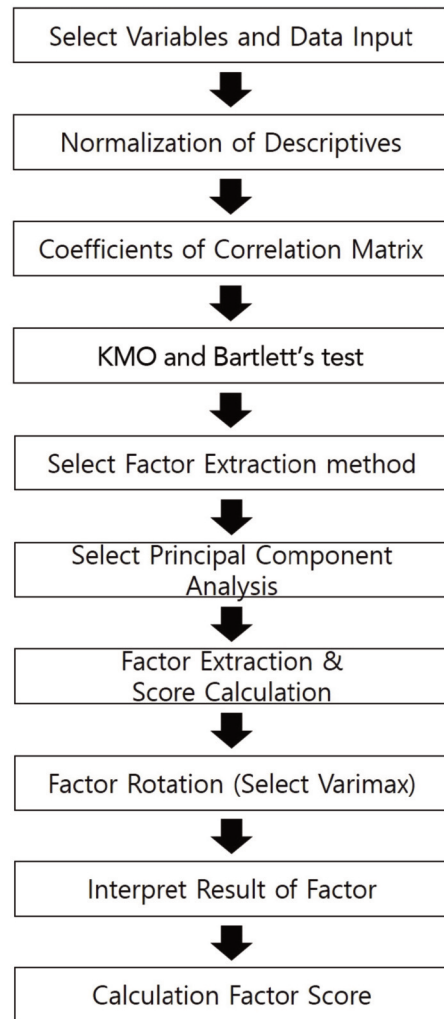 Select Variables and Data Input
Normalization of Descriptives
Coefficients of Correlation Matrix
KMO and Bartlett's test
Select Factor Extraction method
Select Principal Component
Analysis
Factor Extraction &
Score Calculation
Factor Rotation (Select Varimax)
Interpret Result of Factor
Calculation Factor Score